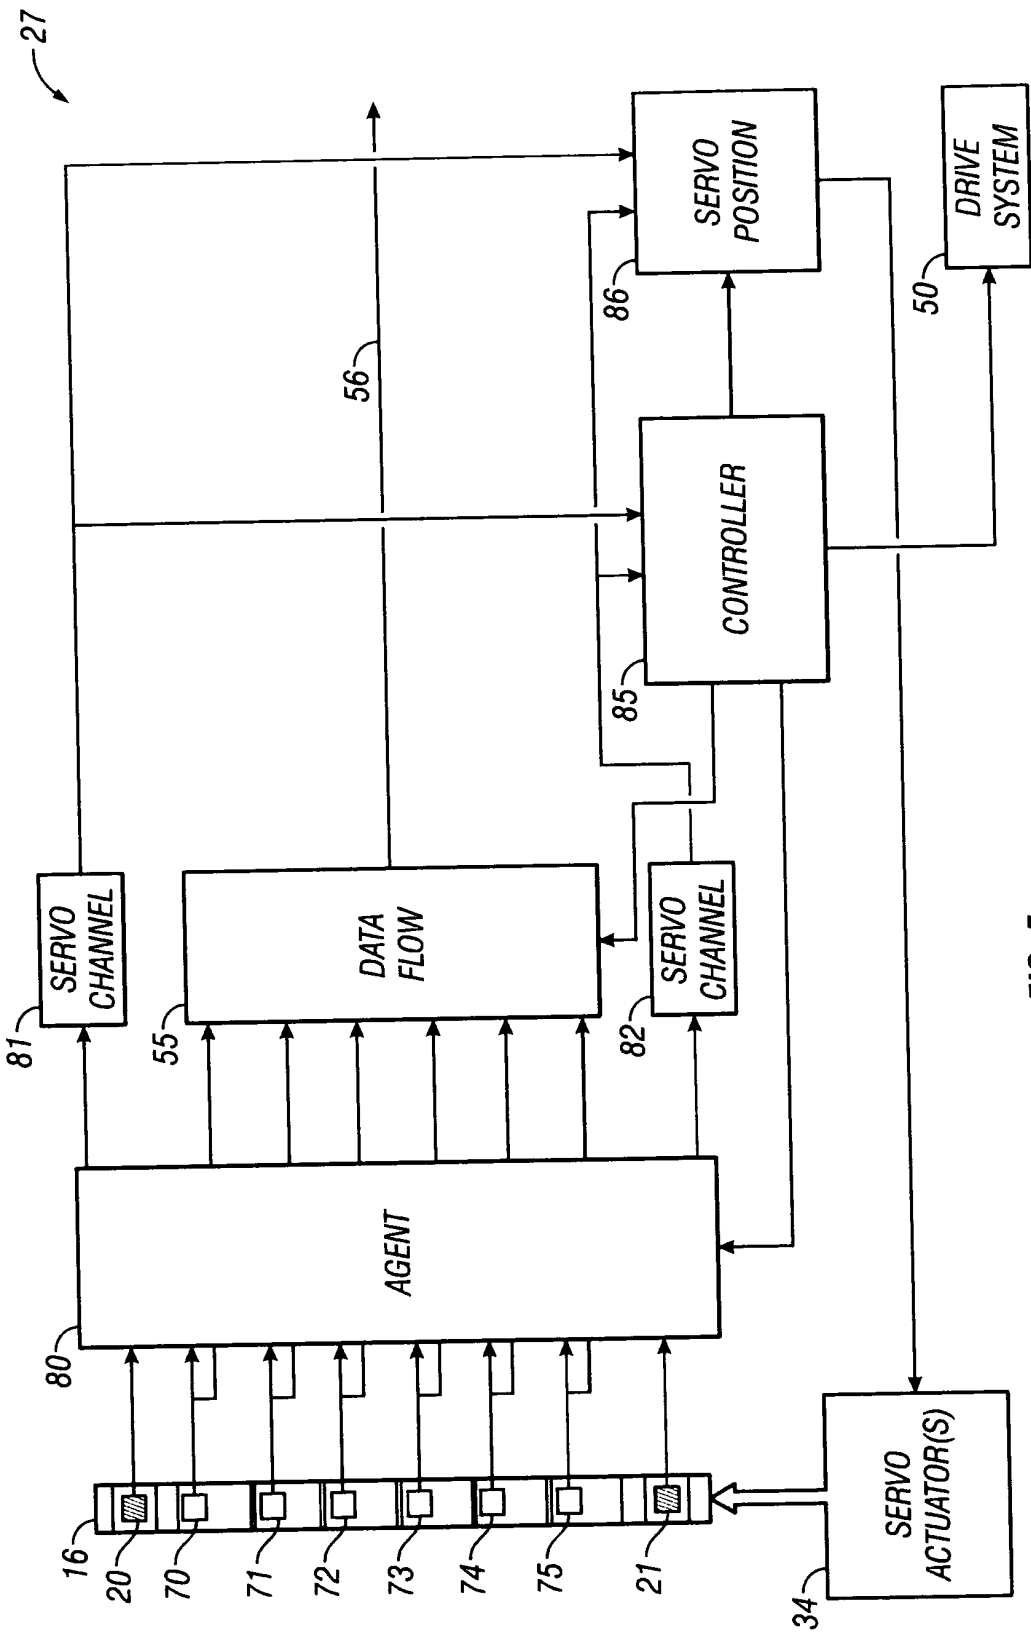 27
81
SERVO
CHANNEL
16
80
20
70
55
71
72
73
74
75
21
AGENT
DATA
FLOW
56
82
SERVO
CHANNEL
85
CONTROLLER
86
SERVO
POSITION
34
SERVO
ACTUATOR(S)
50
DRIVE
SYSTEM